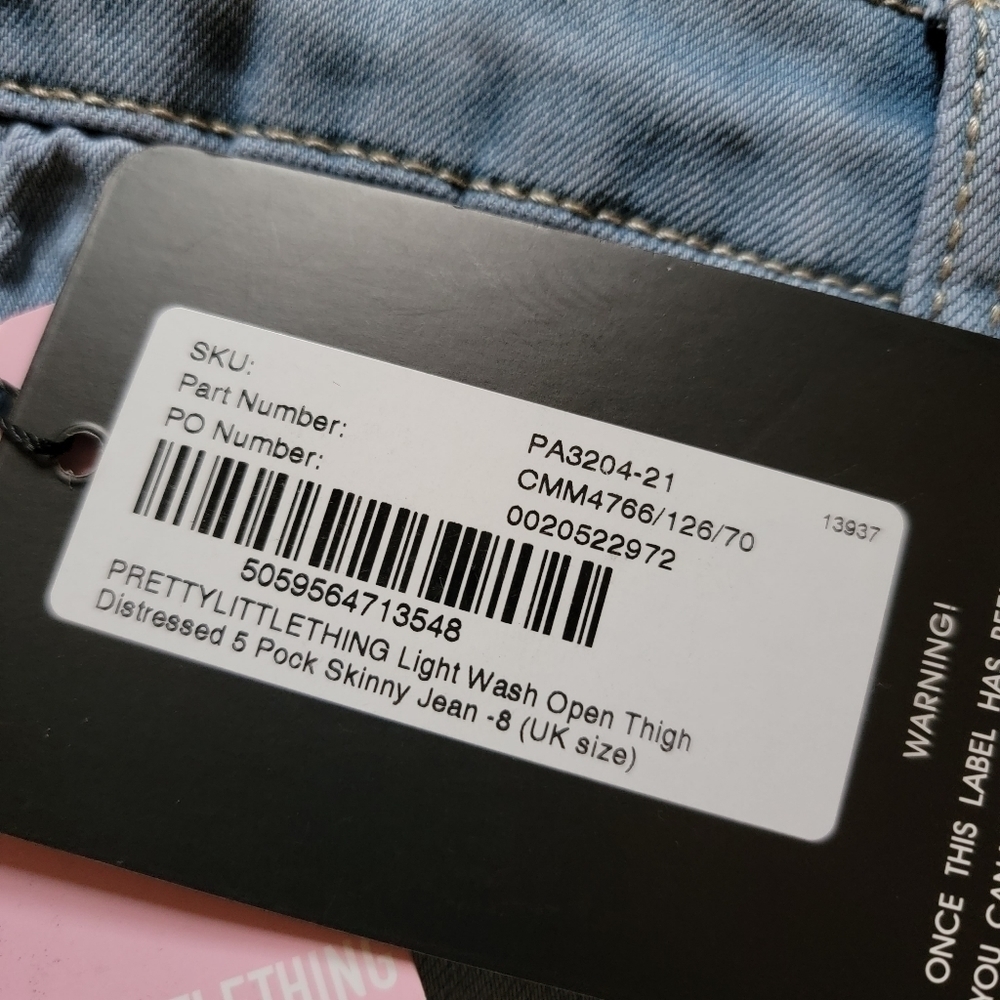 SKU:
PA3204-21
Part Number:
CMM4766/126/70
13937
PO Number:
0020522972
5059564713548
PRETTYLITTLETHING Light Wash Open Thigh
Distressed 5 Pock Skinny Jean -8 (UK size)
WARNING!
ONCE THIS LABEL HAS
YOU